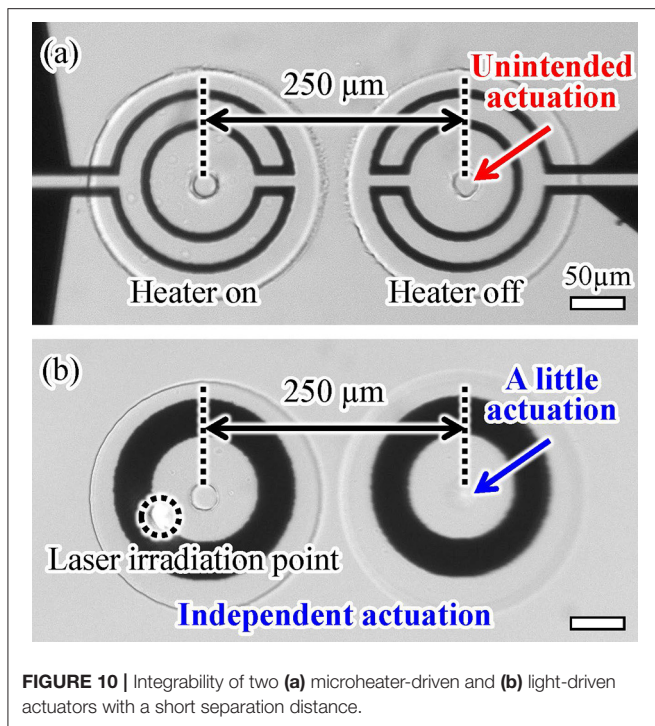 (a)
250 µm
Unintended
actuation
Heater on
Heater off
50µm
(b)
250 µm
A little
actuation
Laser irradiation point
Independent actuation
FIGURE 10 | Integrability of two (a) microheater-driven and (b) light-driven
actuators with a short separation distance.